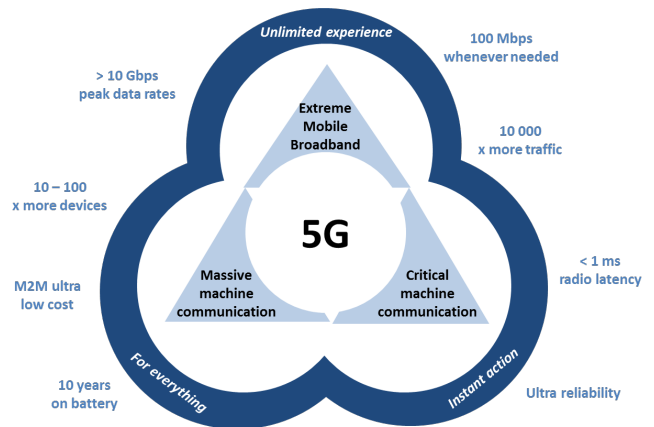 Unlimited experience
100 Mbps
whenever needed
> 10 Gbps
peak data rates
Extreme
Mobile
Broadband
10 000
x more traffic
10 – 100
x more devices
5G
< 1 ms
radio latency
Massive
machine
communication
Critical
machine
communication
M2M ultra
low cost
For everything
Instant action
10 years
on battery
Ultra reliability